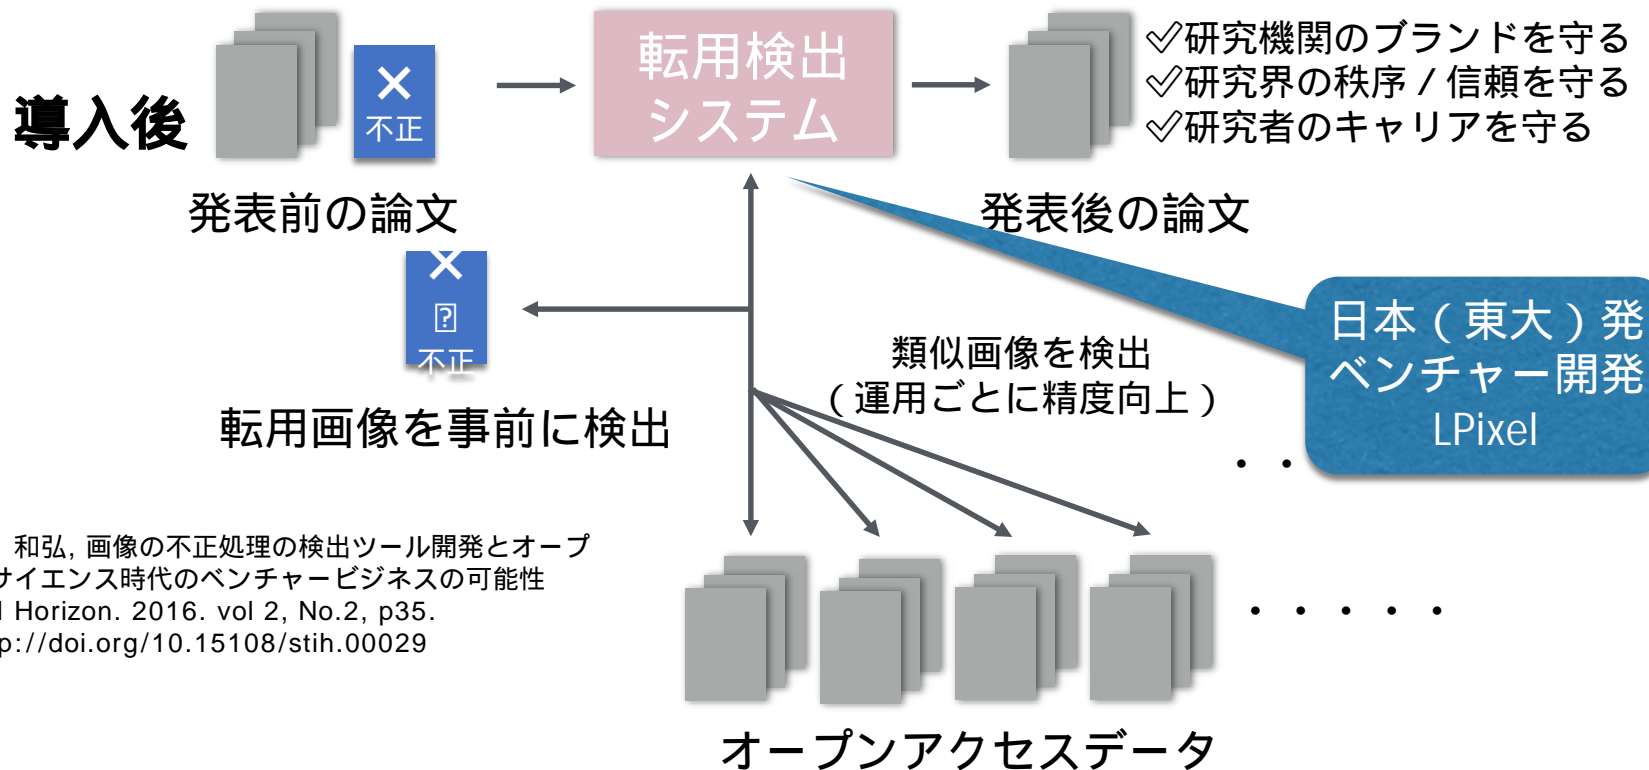 導入後
不正
発表前の論文
転用検出
システム
発表後の論文
✓研究機関のブランドを守る
✓研究界の秩序/信頼を守る
✓研究者のキャリアを守る
不正
転用画像を事前に検出
類似画像を検出
(運用ごとに精度向上)
日本(東大)発
ベンチャー開発
LPixel
・・
和弘, 画像の不正処理の検出ツール開発とオープ
サイエンス時代のベンチャービジネスの可能性
Horizon. 2016. vol 2, No.2, p35.
p://doi.org/10.15108/stih.00029
・・・・・
オープンアクセスデータ